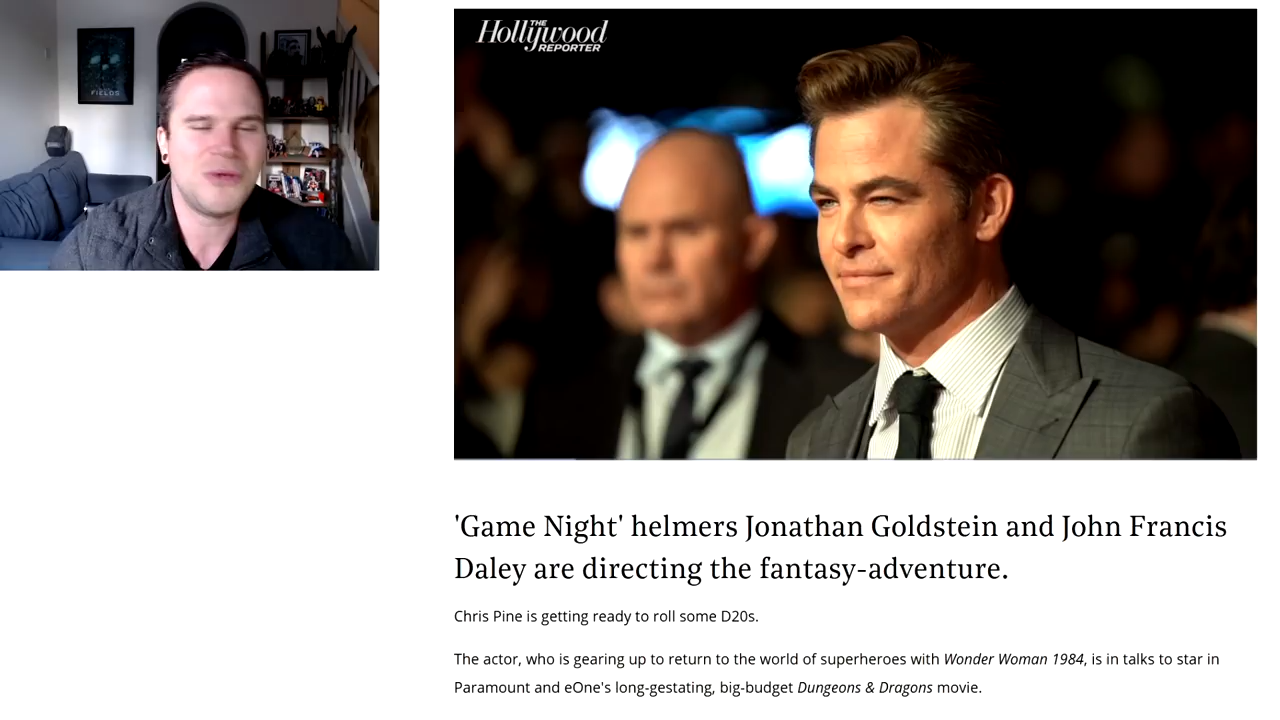 FIELDS
THE
Hollywood
REPORTER
'Game Night' helmers Jonathan Goldstein and John Francis
Daley are directing the fantasy-adventure.
Chris Pine is getting ready to roll some D20s.
The actor, who is gearing up to return to the world of superheroes with Wonder Woman 1984, is in talks to star in
Paramount and eOne's long-gestating, big-budget Dungeons & Dragons movie.